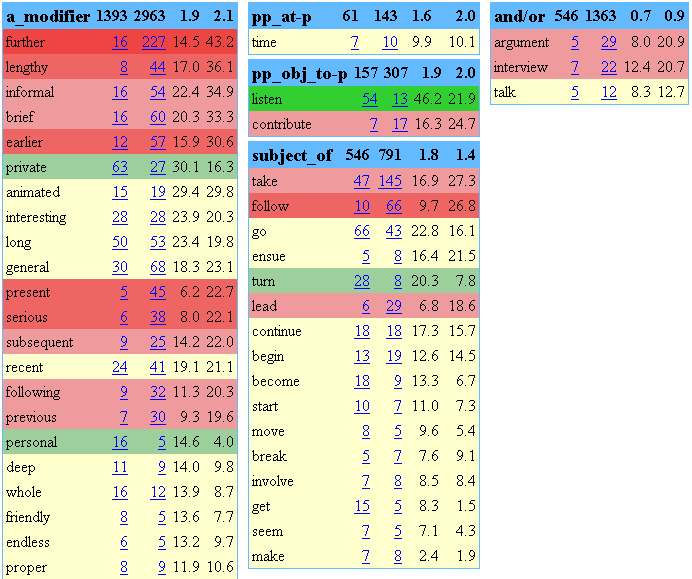 a_modifier 1393 2963 1.9 2.1
further 16 227 14.5 43.2
lengthy 8 44 17.0 36.1
informal 16 54 22.4 34.9
brief 16 60 20.3 33.3
earlier 12 57 15.9 30.6
private 63 27 30.1 16.3
animated 15 19 29.4 29.8
interesting 28 28 23.9 20.3
long 50 53 23.4 19.8
general 30 68 18.3 23.1
present 5 45 6.2 22.7
serious 6 38 8.0 22.1
subsequent 9 25 14.2 22.0
recent 24 41 19.1 21.1
following 9 32 11.3 20.3
previous 7 30 9.3 19.6
personal 16 5 14.6 4.0
deep 11 9 14.0 9.8
whole 16 12 13.9 8.7
friendly 8 5 13.6 7.7
endless 6 5 13.2 9.7
proper 8 9 11.9 10.6
pp_at-p 61 143 1.6 2.0
time 7 10 9.9 10.1
pp_obj_to-p 157 307 1.9 2.0
listen 54 13 46.2 21.9
contribute 7 17 16.3 24.7
subject_of 546 791 1.8 1.4
take 47 145 16.9 27.3
follow 10 66 9.7 26.8
go 66 43 22.8 16.1
ensue 5 8 16.4 21.5
turn 28 8 20.3 7.8
lead 6 29 6.8 18.6
continue 18 18 17.3 15.7
begin 13 19 12.6 14.5
become 18 9 13.3 6.7
start 10 7 11.0 7.3
move 8 5 9.6 5.4
break 5 7 7.6 9.1
involve 7 8 8.5 8.4
get 15 5 8.3 1.5
seem 7 5 7.1 4.3
make 7 8 2.4 1.9
and/or 546 1363 0.7 0.9
argument 5 29 8.0 20.9
interview 7 22 12.4 20.7
talk 5 12 8.3 12.7